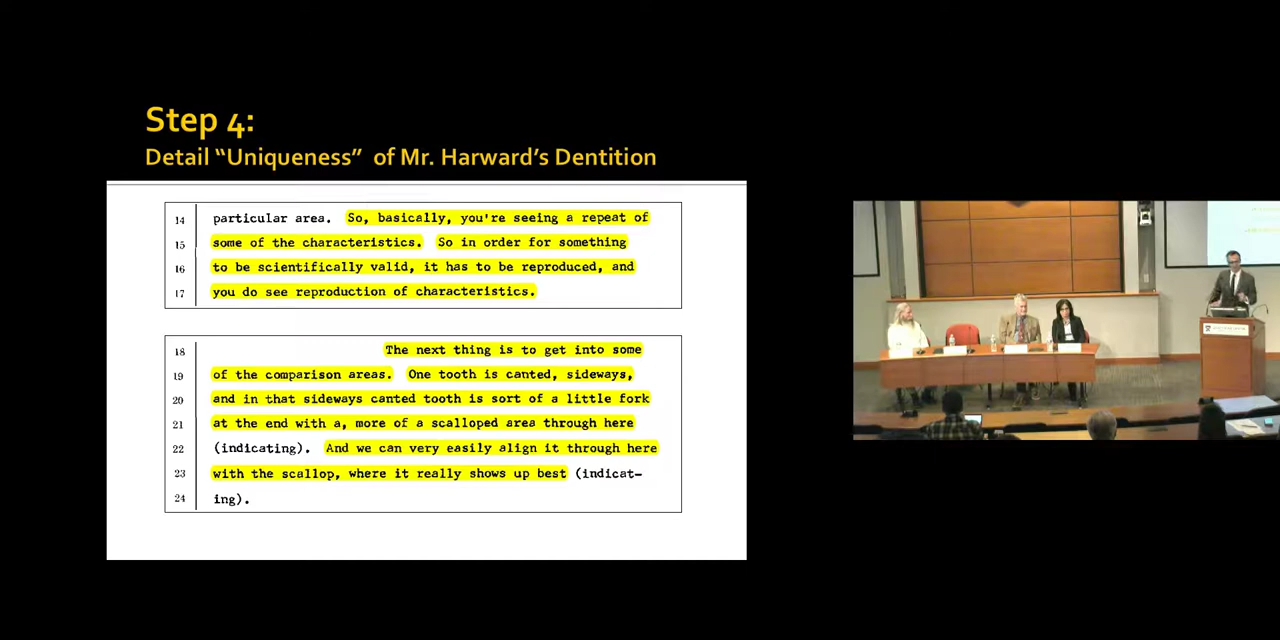 Step 4:
Detail “Uniqueness” of Mr. Harward’s Dentition
14 particular area. So, basically, you're seeing a repeat of
15 some of the characteristics. So in order for something
16 to be scientifically valid, it has to be reproduced, and
17 you do see reproduction of characteristics.
18 The next thing is to get into some
19 of the comparison areas. One tooth is canted, sideways,
20 and in that sideways canted tooth is sort of a little fork
21 at the end with a, more of a scalloped area through here
22 (indicating). And we can very easily align it through here
23 with the scallop, where it really shows up best (indicat-
24 ing).